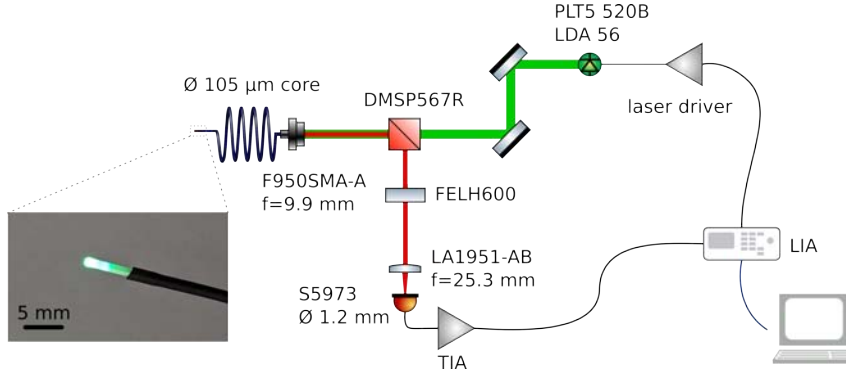 PLT5 520B
LDA 56
Ø 105 µm core
DMSP567R
laser driver
F950SMA-A
f=9.9 mm
FELH600
LIA
LA1951-AB
f=25.3 mm
S5973
Ø 1.2 mm
5 mm
TIA